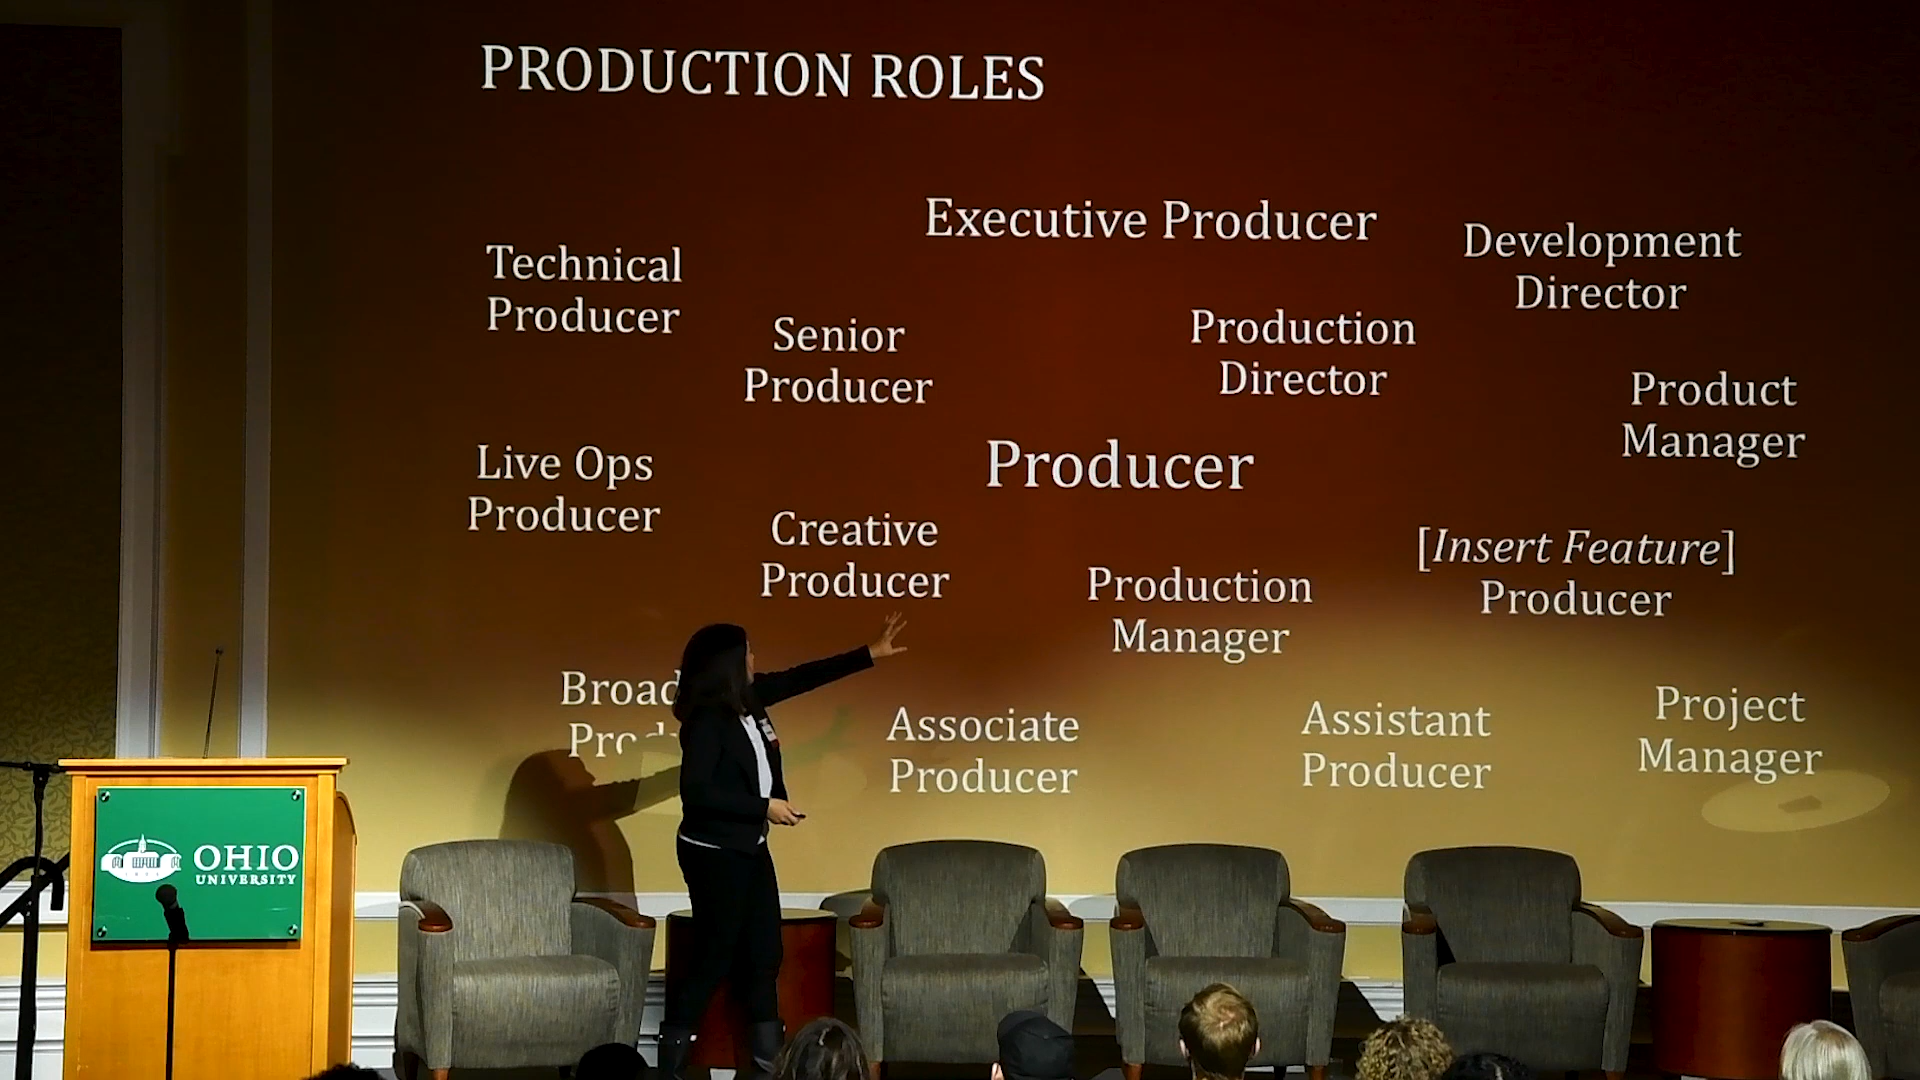 PRODUCTION ROLES
Executive Producer
Development
Director
Technical
Producer
Senior
Producer
Production
Director
Product
Manager
Live Ops
Producer
Producer
Creative
Producer
[Insert Feature]
Producer
Production
Manager
Associate
Producer
Assistant
Producer
Project
Manager
OHIO
UNIVERSITY